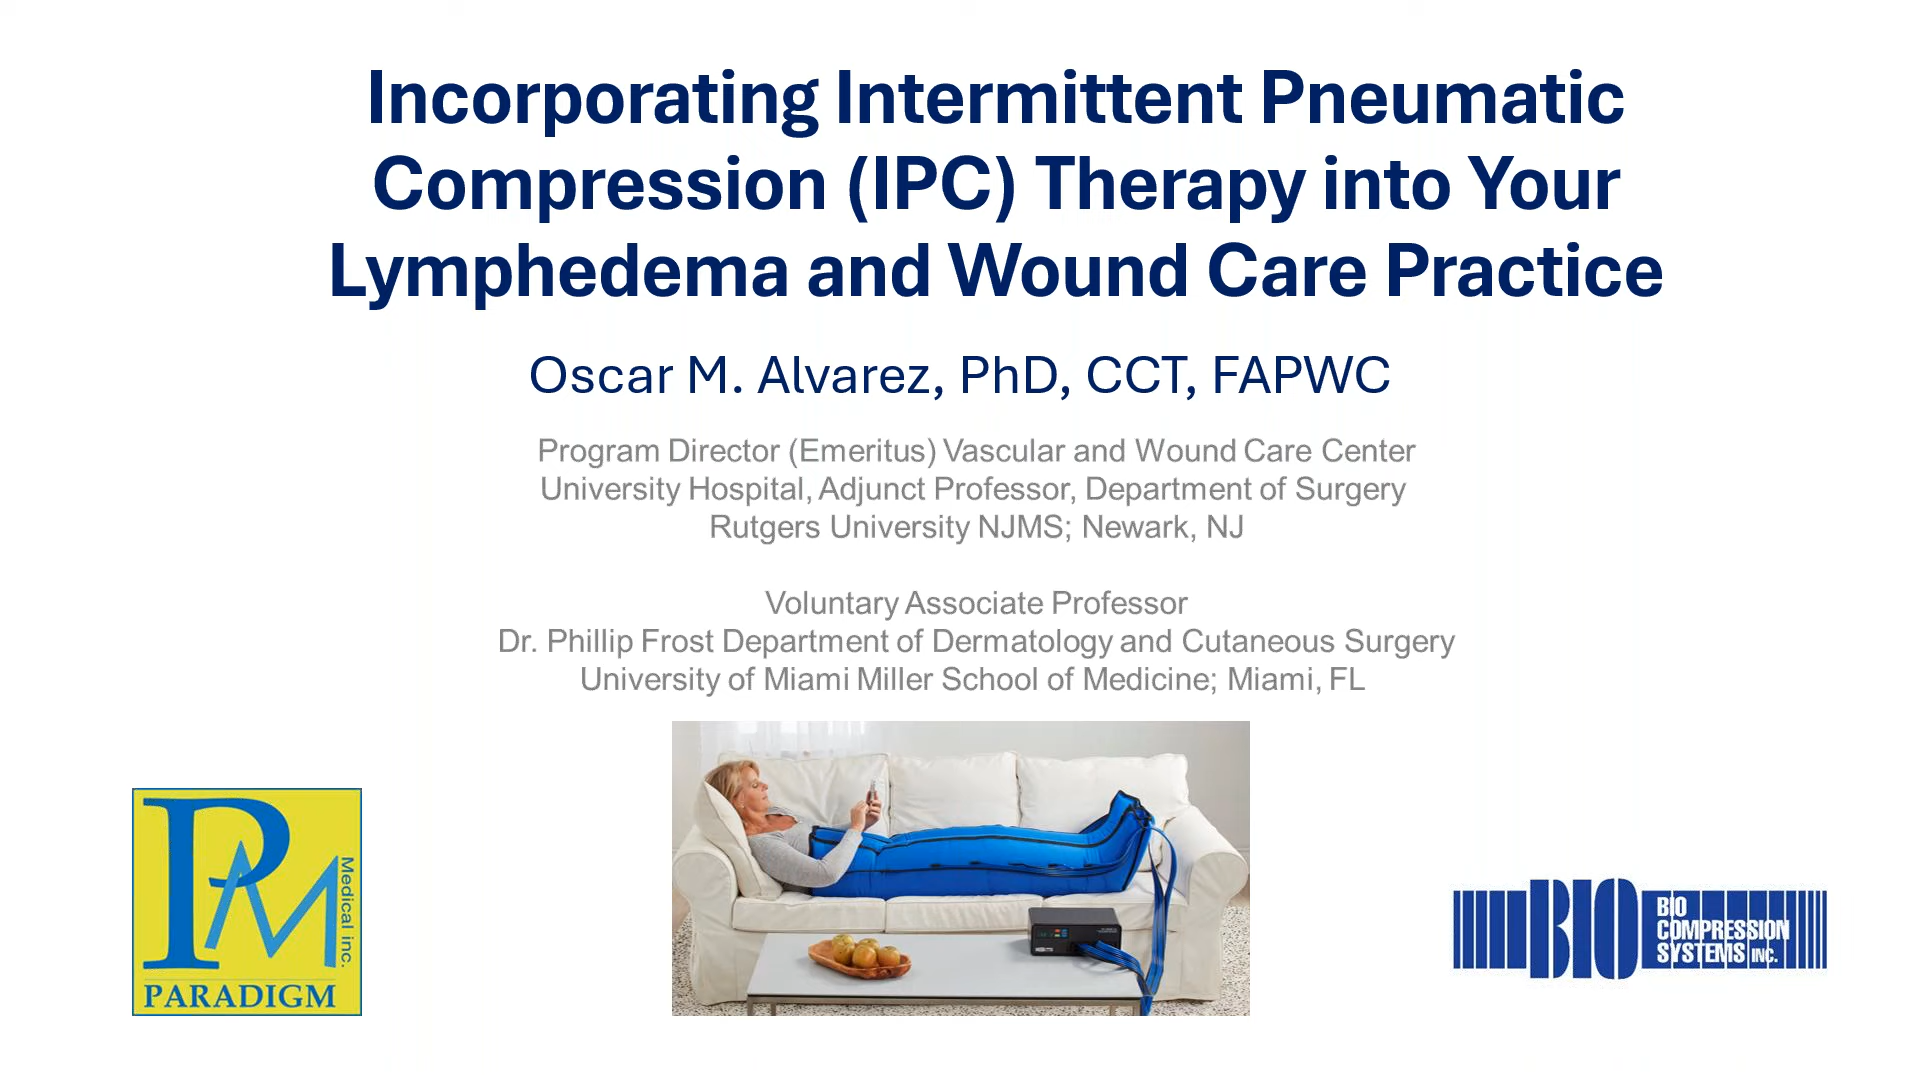 Incorporating Intermittent Pneumatic
Compression (IPC) Therapy into Your
Lymphedema and Wound Care Practice
Oscar M. Alvarez, PhD, CCT, FAPWC
Program Director (Emeritus) Vascular and Wound Care Center
University Hospital, Adjunct Professor, Department of Surgery
Rutgers University NJMS; Newark, NJ
Voluntary Associate Professor
Dr. Phillip Frost Department of Dermatology and Cutaneous Surgery
University of Miami Miller School of Medicine; Miami, FL
PM
Medical inc.
PARADIGM
BIO
BIO
COMPRESSION
SYSTEMS INC.